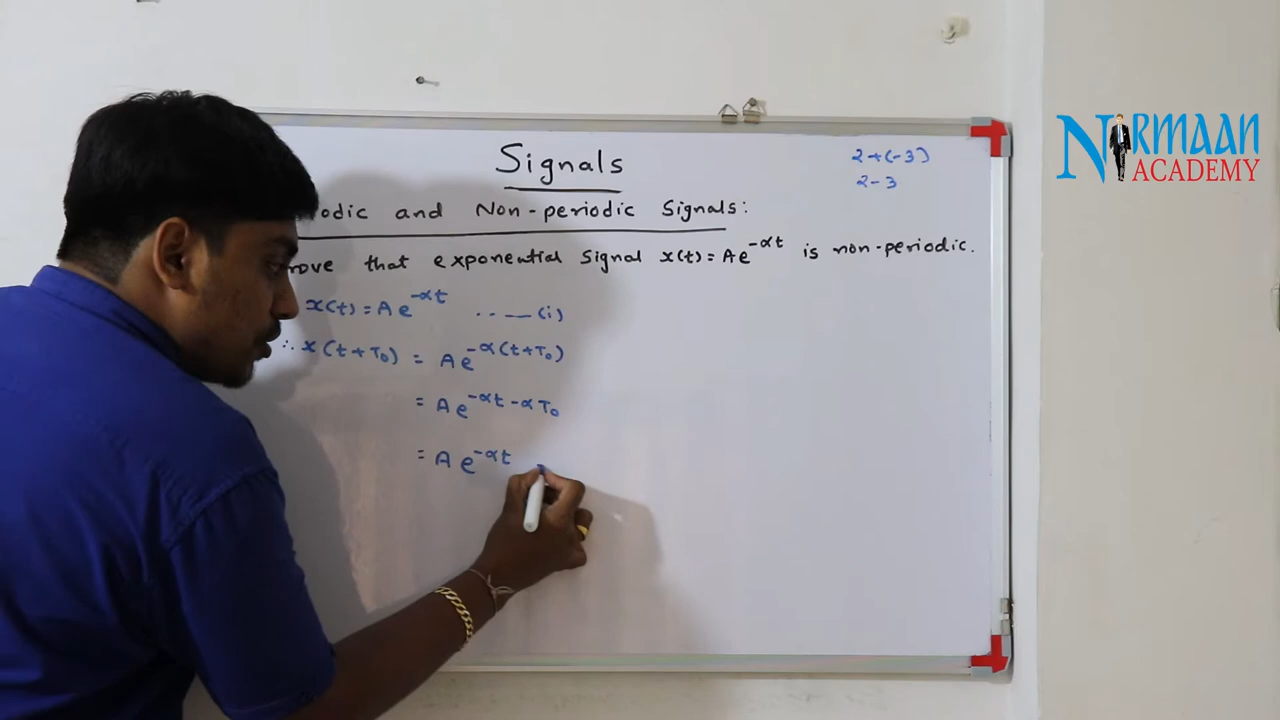 Signals
2+(-3)
2-3
odic and Non-periodic Signals:
rove that exponential Signal x(t) = Ae^-αt is non-periodic.
x(t) = Ae^-αt ..——(i)
∴ x(t+T₀) = Ae^-α(t+T₀)
= Ae^-αt-αT₀
= Ae^-αt
NIRMAAN
ACADEMY